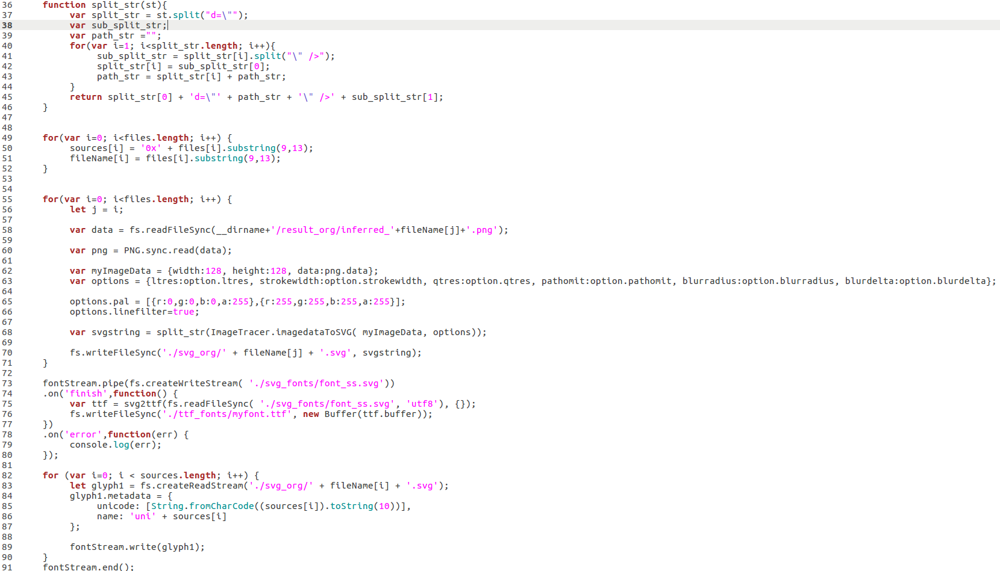 36 function split_str(st){
37 var split_str = st.split("d=\"");
38 var sub_split_str;
39 var path_str ="";
40 for(var i=1; i<split_str.length; i++){
41 sub_split_str = split_str[i].split("\" />");
42 split_str[i] = sub_split_str[0];
43 path_str = split_str[i] + path_str;
44 }
45 return split_str[0] + 'd=\"' + path_str + '\" />' + sub_split_str[1];
46 }
47
48
49 for(var i=0; i<files.length; i++) {
50 sources[i] = '0x' + files[i].substring(9,13);
51 fileName[i] = files[i].substring(9,13);
52 }
53
54
55 for(var i=0; i<files.length; i++) {
56 let j = i;
57
58 var data = fs.readFileSync(__dirname+'/result_org/inferred_'+fileName[j]+'.png');
59
60 var png = PNG.sync.read(data);
61
62 var myImageData = {width:128, height:128, data:png.data};
63 var options = {ltres:option.ltres, strokewidth:option.strokewidth, qtres:option.qtres, pathomit:option.pathomit, blurradius:option.blurradius, blurdelta:option.blurdelta};
64
65 options.pal = [{r:0,g:0,b:0,a:255},{r:255,g:255,b:255,a:255}];
66 options.linefilter=true;
67
68 var svgstring = split_str(ImageTracer.imagedataToSVG( myImageData, options));
69
70 fs.writeFileSync('./svg_org/' + fileName[j] + '.svg', svgstring);
71 }
72
73 fontStream.pipe(fs.createWriteStream( './svg_fonts/font_ss.svg'))
74 .on('finish',function() {
75 var ttf = svg2ttf(fs.readFileSync( './svg_fonts/font_ss.svg', 'utf8'), {});
76 fs.writeFileSync('./ttf_fonts/myfont.ttf', new Buffer(ttf.buffer));
77 })
78 .on('error',function(err) {
79 console.log(err);
80 });
81
82 for (var i=0; i < sources.length; i++) {
83 let glyph1 = fs.createReadStream('./svg_org/' + fileName[i] + '.svg');
84 glyph1.metadata = {
85 unicode: [String.fromCharCode((sources[i]).toString(10))],
86 name: 'uni' + sources[i]
87 };
88
89 fontStream.write(glyph1);
90 }
91 fontStream.end();